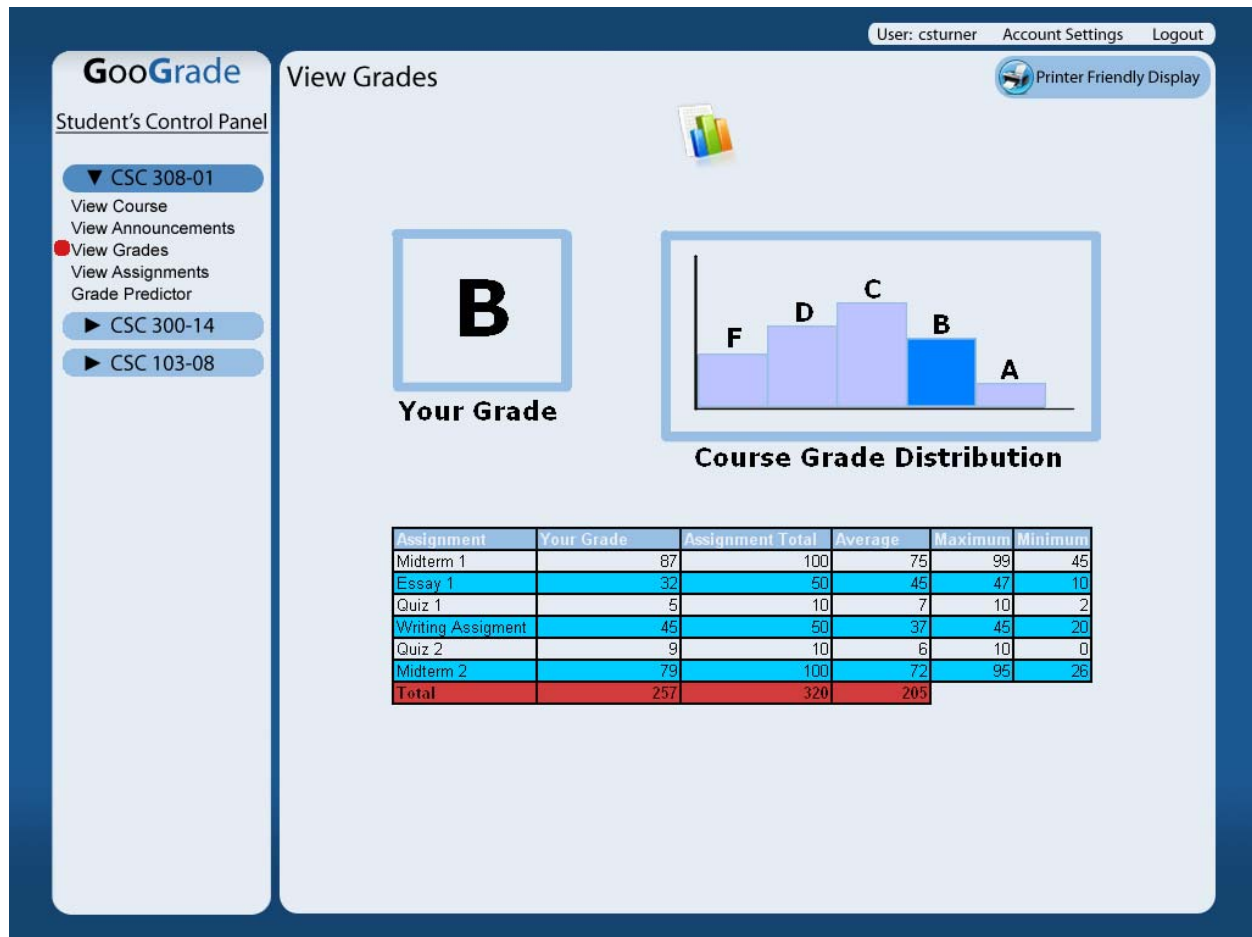 User: csturner Account Settings Logout
GooGrade
Student's Control Panel
▼ CSC 308-01
View Course
View Announcements
View Grades
View Assignments
Grade Predictor
► CSC 300-14
► CSC 103-08
View Grades
Printer Friendly Display
B
Your Grade
F D C B A
Course Grade Distribution
Assignment Your Grade Assignment Total Average Maximum Minimum
Midterm 1 87 100 75 99 45
Essay 1 32 50 45 47 10
Quiz 1 5 10 7 10 2
Writing Assigment 45 50 37 45 20
Quiz 2 9 10 6 10 0
Midterm 2 79 100 72 95 26
Total 257 320 205